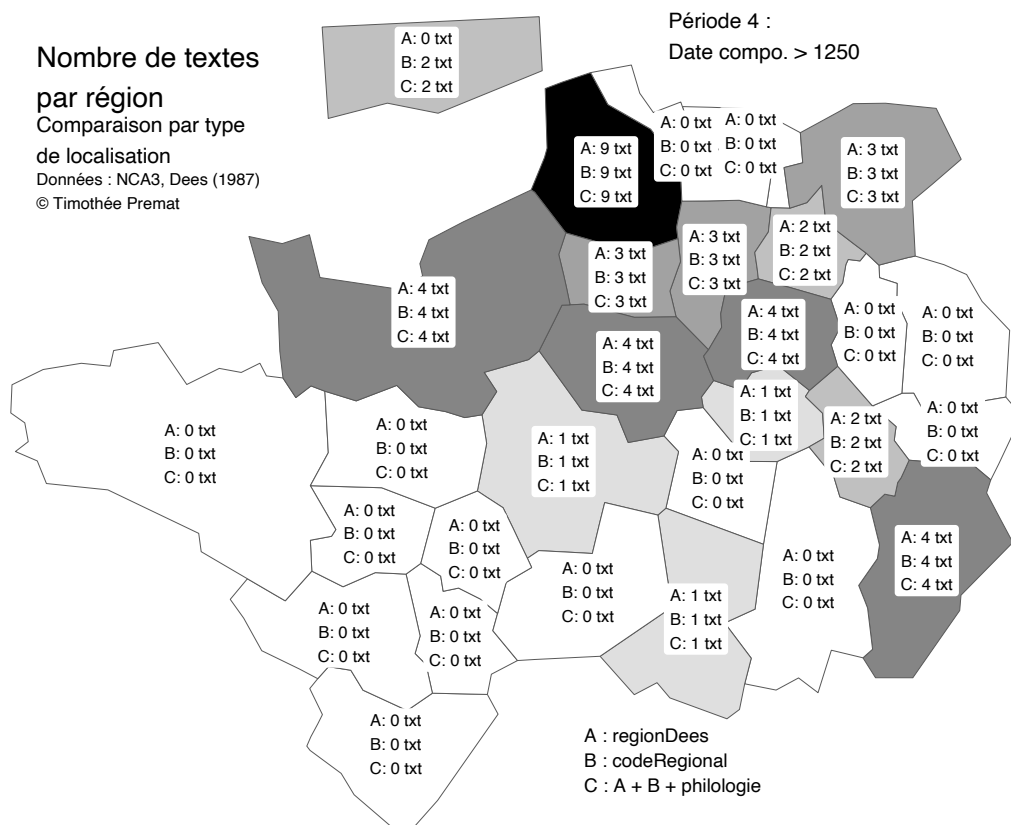 Nombre de textes
par région
Comparaison par type
de localisation
Données : NCA3, Dees (1987)
© Timothée Premat
Période 4 :
Date compo. > 1250
A: 0 txt
B: 2 txt
C: 2 txt
A: 9 txt
B: 9 txt
C: 9 txt
A: 0 txt
B: 0 txt
C: 0 txt
A: 0 txt
B: 0 txt
C: 0 txt
A: 3 txt
B: 3 txt
C: 3 txt
A: 3 txt
B: 3 txt
C: 3 txt
A: 3 txt
B: 3 txt
C: 3 txt
A: 2 txt
B: 2 txt
C: 2 txt
A: 4 txt
B: 4 txt
C: 4 txt
A: 4 txt
B: 4 txt
C: 4 txt
A: 4 txt
B: 4 txt
C: 4 txt
A: 0 txt
B: 0 txt
C: 0 txt
A: 0 txt
B: 0 txt
C: 0 txt
A: 0 txt
B: 0 txt
C: 0 txt
A: 0 txt
B: 0 txt
C: 0 txt
A: 1 txt
B: 1 txt
C: 1 txt
A: 0 txt
B: 0 txt
C: 0 txt
A: 1 txt
B: 1 txt
C: 1 txt
A: 2 txt
B: 2 txt
C: 2 txt
A: 0 txt
B: 0 txt
C: 0 txt
A: 0 txt
B: 0 txt
C: 0 txt
A: 0 txt
B: 0 txt
C: 0 txt
A: 0 txt
B: 0 txt
C: 0 txt
A: 1 txt
B: 1 txt
C: 1 txt
A: 0 txt
B: 0 txt
C: 0 txt
A: 4 txt
B: 4 txt
C: 4 txt
A: 0 txt
B: 0 txt
C: 0 txt
A: 0 txt
B: 0 txt
C: 0 txt
A: 0 txt
B: 0 txt
C: 0 txt
A : regionDees
B : codeRegional
C : A + B + philologie